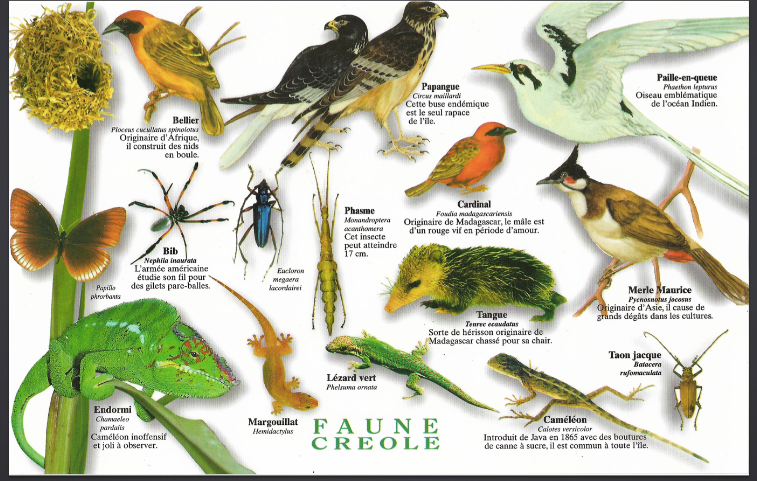 Bellier
Ploceus cucullatus spinolotus
Originaire d'Afrique,
il construit des nids
en boule.
Papangue
Circus maillardi
Cette buse endémique
est le seul rapace
de l'île.
Paille-en-queue
Phaethon lepturus
Oiseau emblématique
de l'océan Indien.
Cardinal
Foudia madagascariensis
Originaire de Madagascar, le mâle est
d'un rouge vif en période d'amour.
Merle Maurice
Pycnonotus jocosus
Originaire d'Asie, il cause de
grands dégâts dans les cultures.
Papilio
phrorbanta
Bib
Nephila inaurata
L'armée américaine
étudie son fil pour
des gilets pare-balles.
Eucloron
megaera
lacordairei
Phasme
Monandroptera
acanthomera
Cet insecte
peut atteindre
17 cm.
Tangue
Tenrec ecaudatus
Sorte de hérisson originaire de
Madagascar chassé pour sa chair.
Taon jacque
Batocera
rufomaculata
Endormi
Chamaeleo
pardalis
Caméléon inoffensif
et joli à observer.
Margouillat
Hemidactylus
Lézard vert
Phelsuma ornata
Caméléon
Calotes versicolor
Introduit de Java en 1865 avec des boutures
de canne à sucre, il est commun à toute l'île.
FAUNE
CREOLE